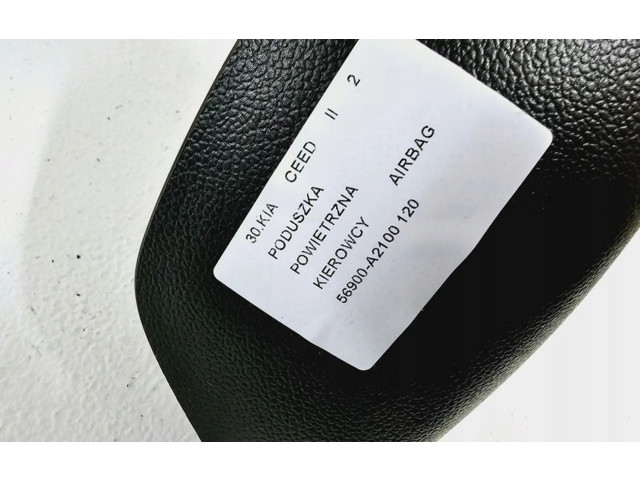 30.KIA CEED II 2
PODUSZKA
POWIETRZNA AIRBAG
KIEROWCY
56900-A2100 120